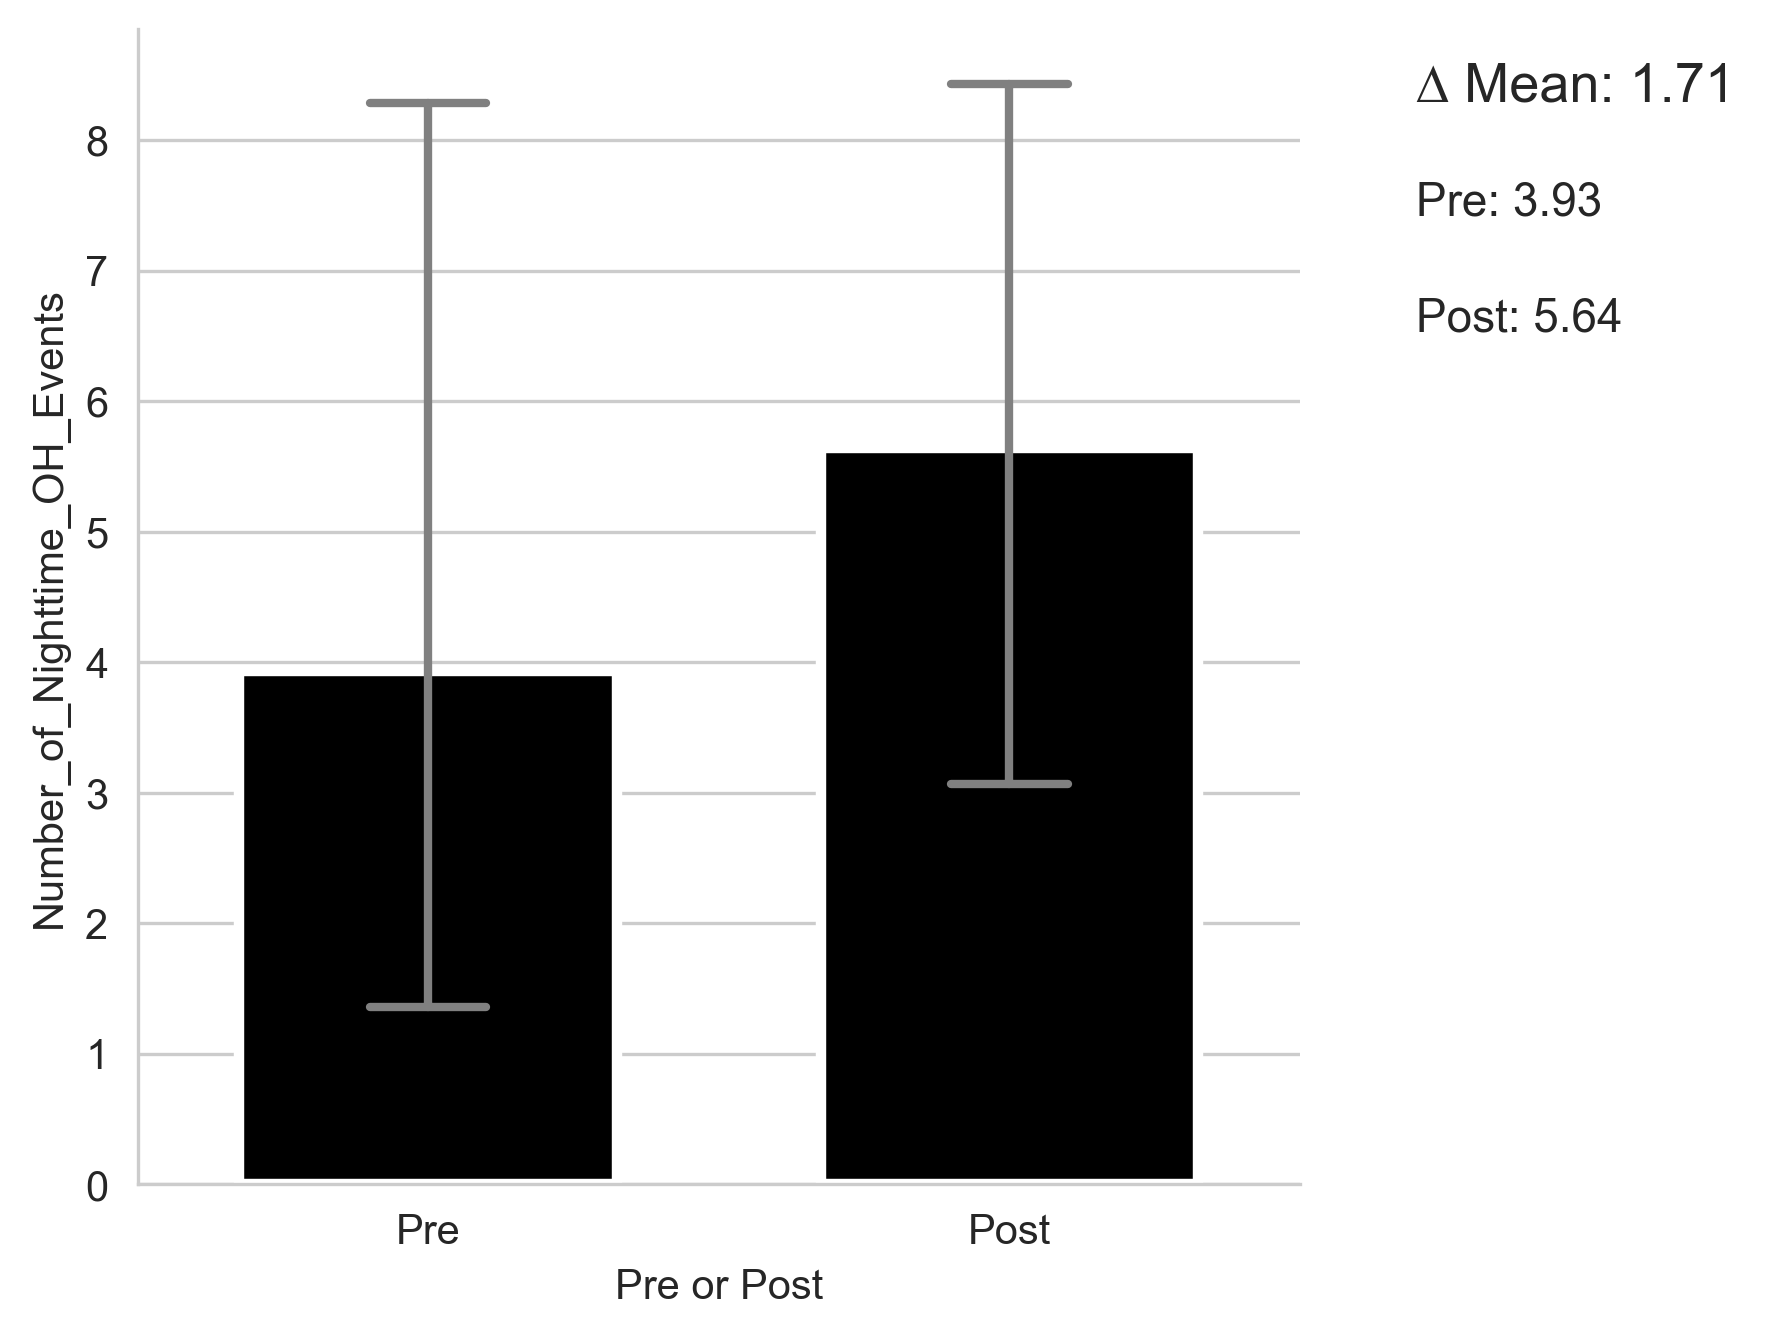 Δ Mean: 1.71
Pre: 3.93
Post: 5.64
Number_of_Nighttime_OH_Events
8
7
6
5
4
3
2
1
0
Pre
Post
Pre or Post